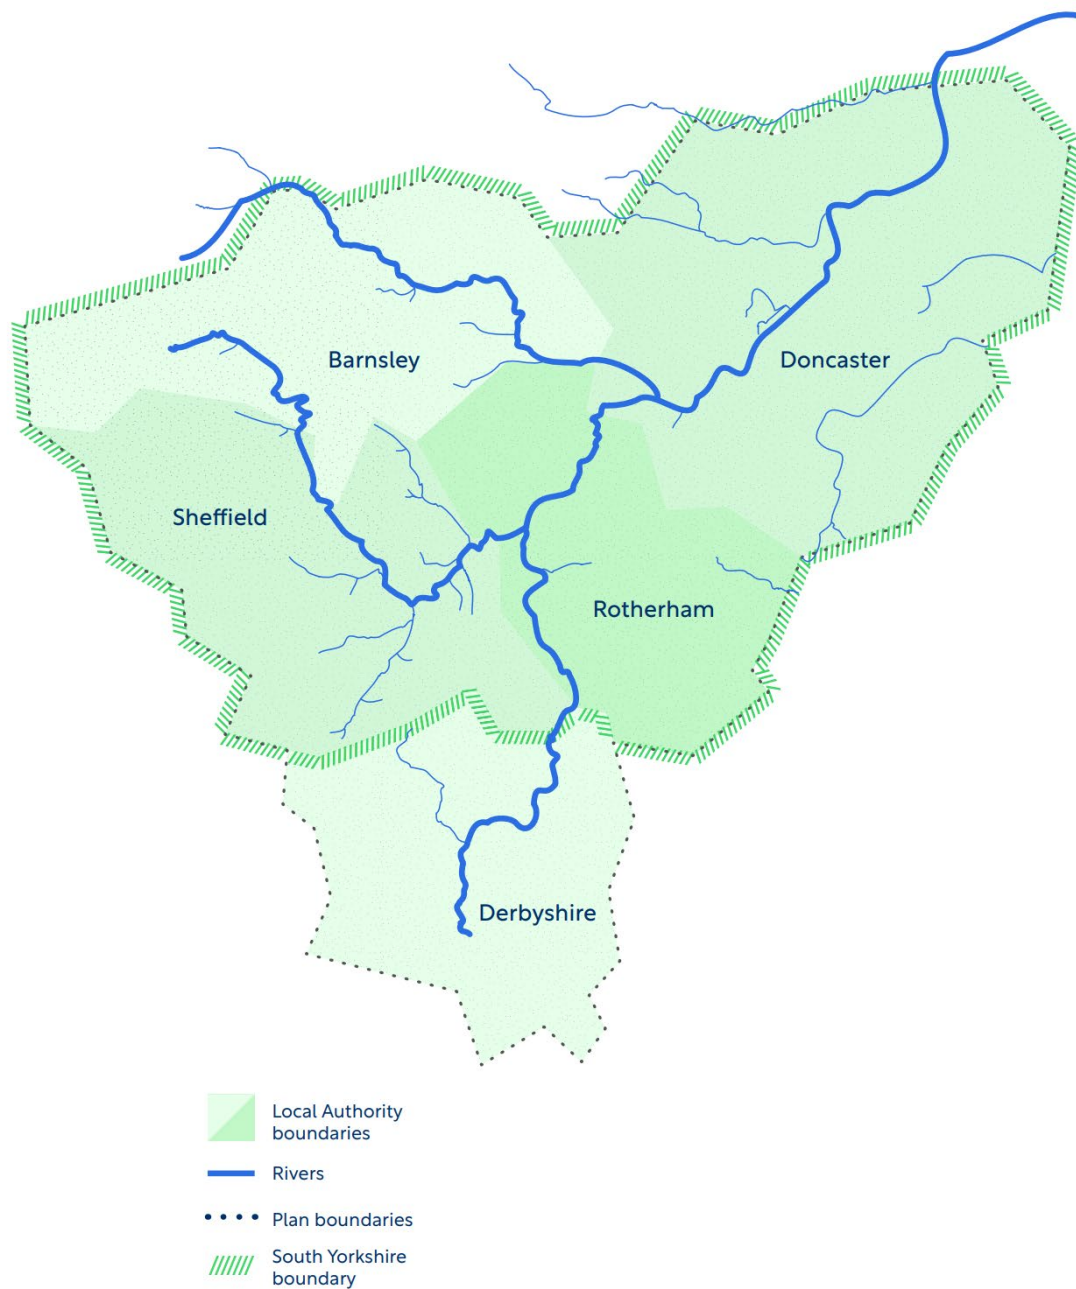 Barnsley
Doncaster
Sheffield
Rotherham
Derbyshire
Local Authority
boundaries
Rivers
Plan boundaries
South Yorkshire
boundary